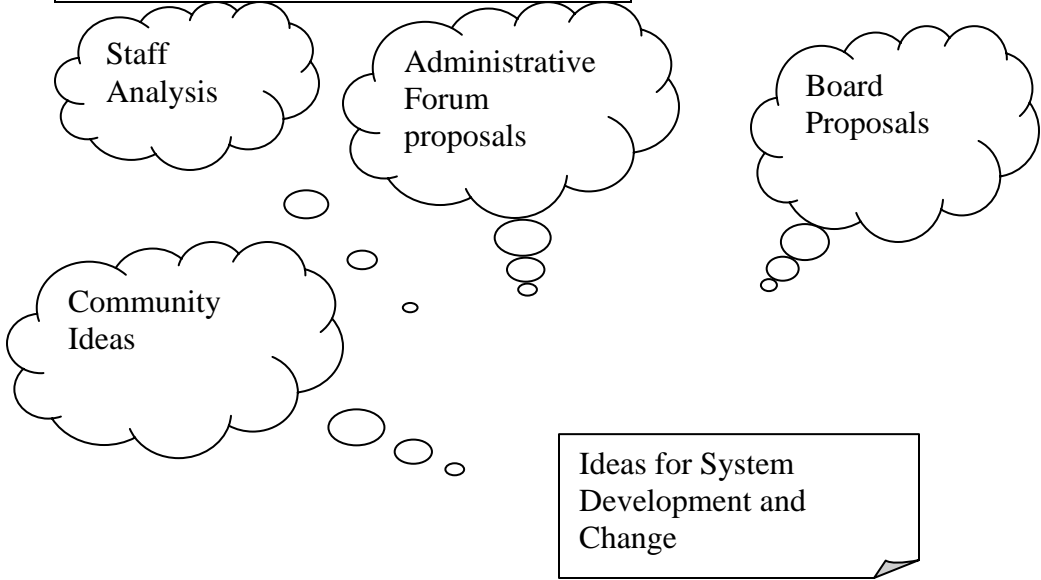 Staff
Analysis
Administrative
Forum
proposals
Board
Proposals
Community
Ideas
Ideas for System
Development and
Change